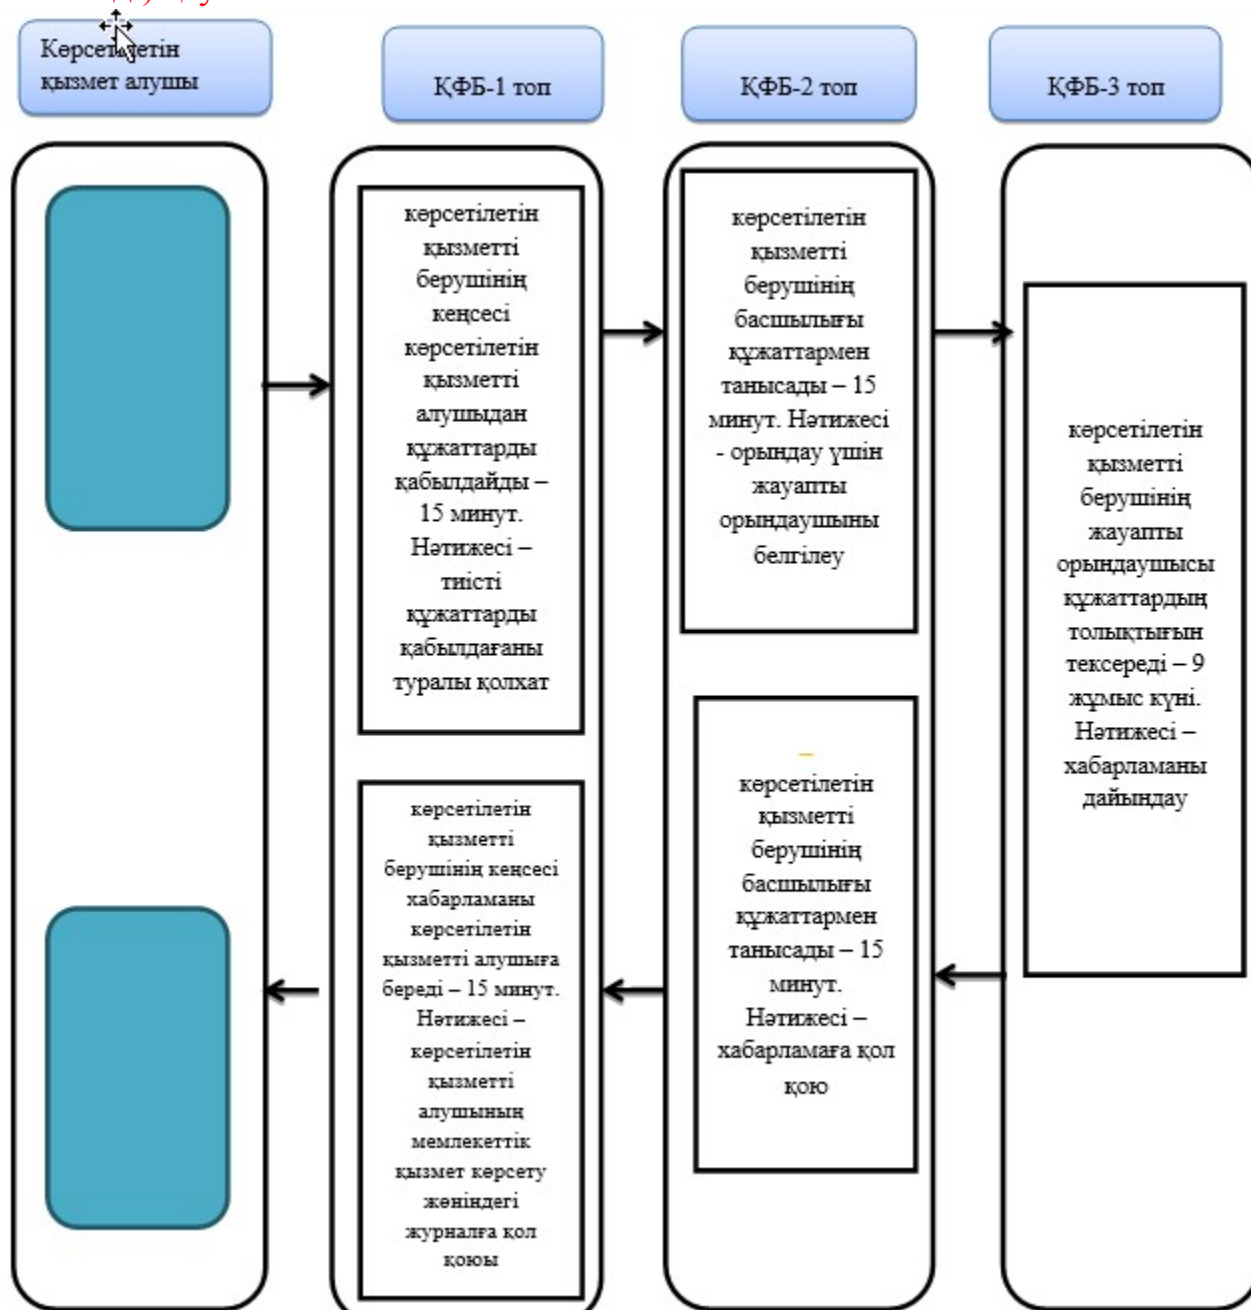 Көрсетілетін
қызмет алушы
ҚФБ-1 топ
ҚФБ-2 топ
ҚФБ-3 топ
көрсетілетін
қызметті
берушінің
кеңсесі
көрсетілетін
қызметті
алушыдан
құжаттарды
қабылдайды –
15 минут.
Нәтижесі –
тиісті
құжаттарды
қабылдағаны
туралы қолхат
көрсетілетін
қызметті
берушінің
басшылығы
құжаттармен
танысады – 15
минут. Нәтижесі
- орындау үшін
жауапты
орындаушыны
белгілеу
көрсетілетін
қызметті
берушінің
жауапты
орындаушысы
құжаттардың
толықтығын
тексереді – 9
жұмыс күні.
Нәтижесі –
хабарламаны
дайындау
–
көрсетілетін
қызметті
берушінің
басшылығы
құжаттармен
танысады – 15
минут.
Нәтижесі –
хабарламаға қол
қою
көрсетілетін
қызметті
берушінің кеңсесі
хабарламаны
көрсетілетін
қызметті алушыға
береді – 15 минут.
Нәтижесі –
көрсетілетін
қызметті
алушының
мемлекеттік
қызмет көрсету
жөніндегі
журналға қол
қоюы